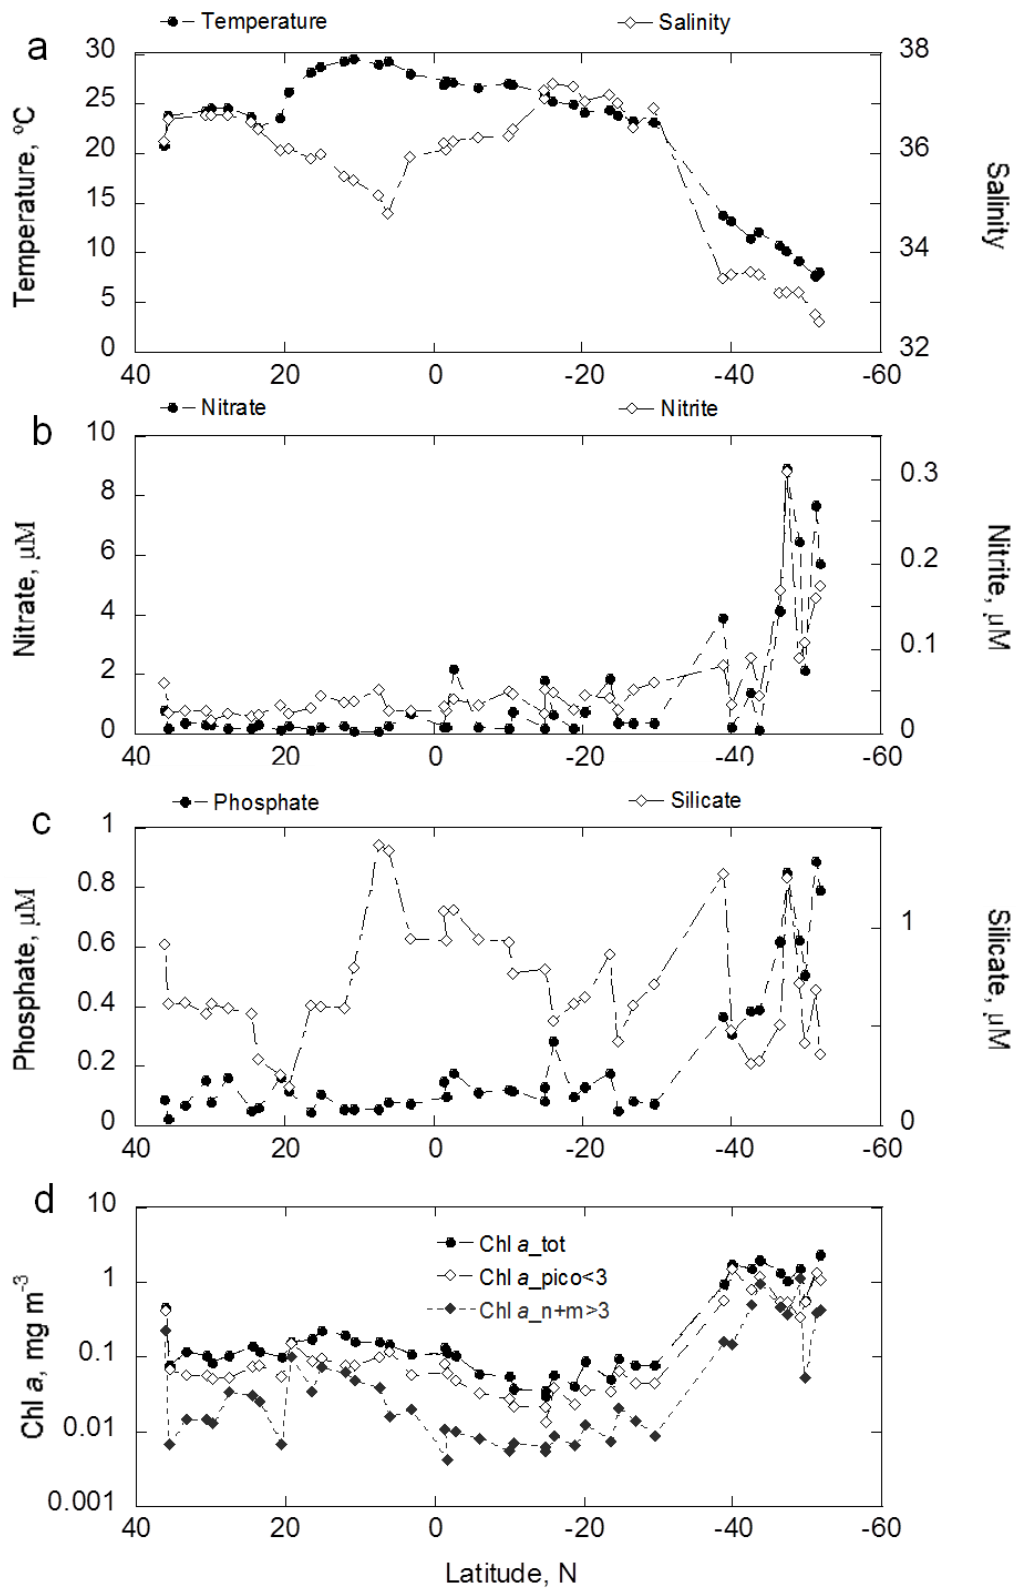 Temperature Salinity
a
30 38
25
20 36
15
10 34
5
0 32
40 20 0 -20 -40 -60
Temperature, ºC
Salinity
Nitrate Nitrite
b
10
8 0.3
6 0.2
4
2 0.1
0 0
40 20 0 -20 -40 -60
Nitrate, µM
Nitrite, µM
Phosphate Silicate
c
1
0.8
0.6 1
0.4
0.2
0 0
40 20 0 -20 -40 -60
Phosphate, µM
Silicate, µM
d
10
1
0.1
0.01
0.001
Chl a_tot
Chl a_pico<3
Chl a_n+m>3
Chl a, mg m-3
40 20 0 -20 -40 -60
Latitude, N